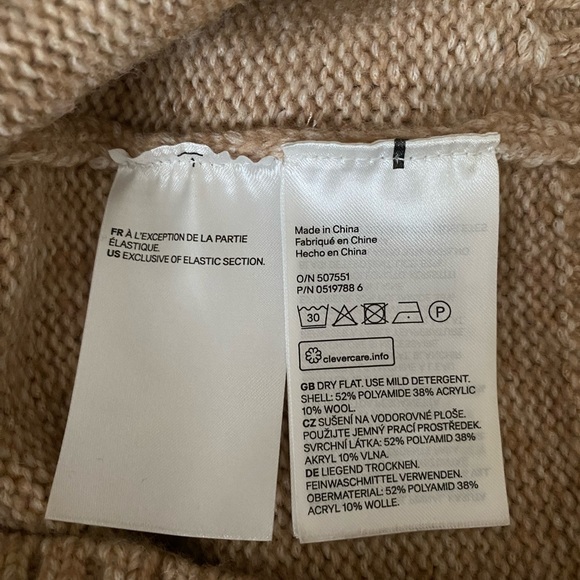 FR À L'EXCEPTION DE LA PARTIE
ÉLASTIQUE.
US EXCLUSIVE OF ELASTIC SECTION.
Made in China
Fabriqué en Chine
Hecho en China
O/N 507551
P/N 0519788 6
30
P
clevercare.info
GB DRY FLAT. USE MILD DETERGENT.
SHELL: 52% POLYAMIDE 38% ACRYLIC
10% WOOL.
CZ SUŠENÍ NA VODOROVNÉ PLOŠE.
POUŽIJTE JEMNÝ PRACÍ PROSTŘEDEK.
SVRCHNÍ LÁTKA: 52% POLYAMID 38%
AKRYL 10% VLNA.
DE LIEGEND TROCKNEN.
FEINWASCHMITTEL VERWENDEN.
OBERMATERIAL: 52% POLYAMID 38%
ACRYL 10% WOLLE.